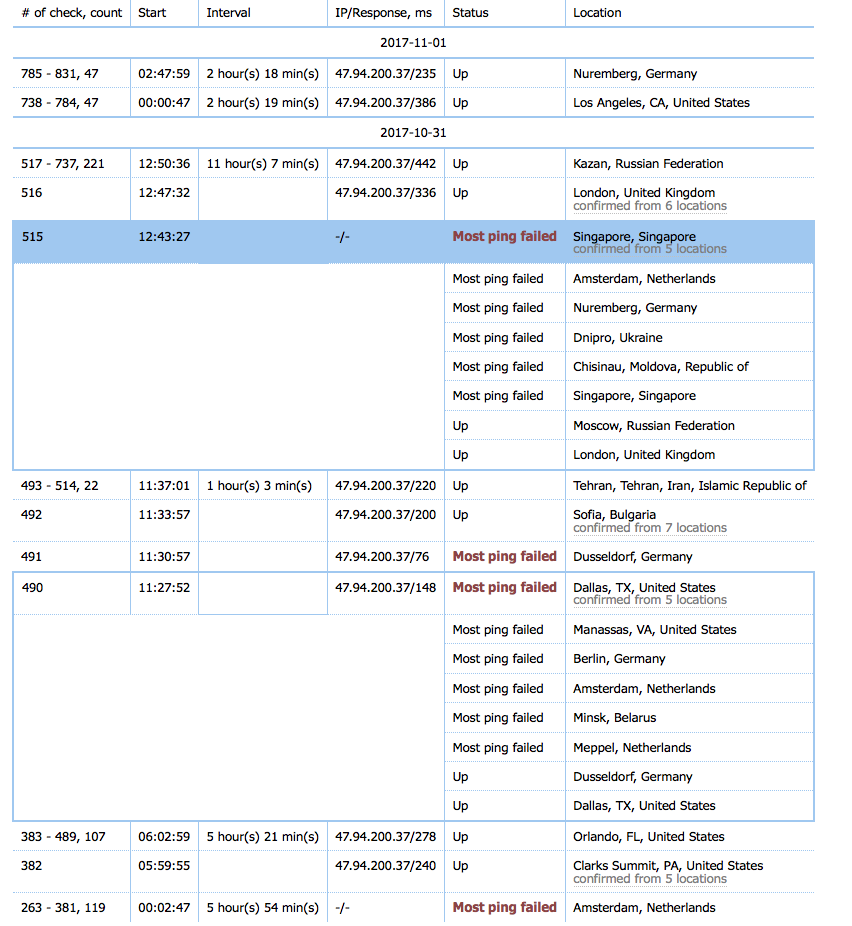 # of check, count Start Interval IP/Response, ms Status Location
2017-11-01
785 - 831, 47 02:47:59 2 hour(s) 18 min(s) 47.94.200.37/235 Up Nuremberg, Germany
738 - 784, 47 00:00:47 2 hour(s) 19 min(s) 47.94.200.37/386 Up Los Angeles, CA, United States
2017-10-31
517 - 737, 221 12:50:36 11 hour(s) 7 min(s) 47.94.200.37/442 Up Kazan, Russian Federation
516 12:47:32 47.94.200.37/336 Up London, United Kingdom
confirmed from 6 locations
515 12:43:27 -/- Most ping failed Singapore, Singapore
confirmed from 5 locations
Most ping failed Amsterdam, Netherlands
Most ping failed Nuremberg, Germany
Most ping failed Dnipro, Ukraine
Most ping failed Chisinau, Moldova, Republic of
Most ping failed Singapore, Singapore
Up Moscow, Russian Federation
Up London, United Kingdom
493 - 514, 22 11:37:01 1 hour(s) 3 min(s) 47.94.200.37/220 Up Tehran, Tehran, Iran, Islamic Republic of
492 11:33:57 47.94.200.37/200 Up Sofia, Bulgaria
confirmed from 7 locations
491 11:30:57 47.94.200.37/76 Most ping failed Dusseldorf, Germany
490 11:27:52 47.94.200.37/148 Most ping failed Dallas, TX, United States
confirmed from 5 locations
Most ping failed Manassas, VA, United States
Most ping failed Berlin, Germany
Most ping failed Amsterdam, Netherlands
Most ping failed Minsk, Belarus
Most ping failed Meppel, Netherlands
Up Dusseldorf, Germany
Up Dallas, TX, United States
383 - 489, 107 06:02:59 5 hour(s) 21 min(s) 47.94.200.37/278 Up Orlando, FL, United States
382 05:59:55 47.94.200.37/240 Up Clarks Summit, PA, United States
confirmed from 5 locations
263 - 381, 119 00:02:47 5 hour(s) 54 min(s) -/- Most ping failed Amsterdam, Netherlands